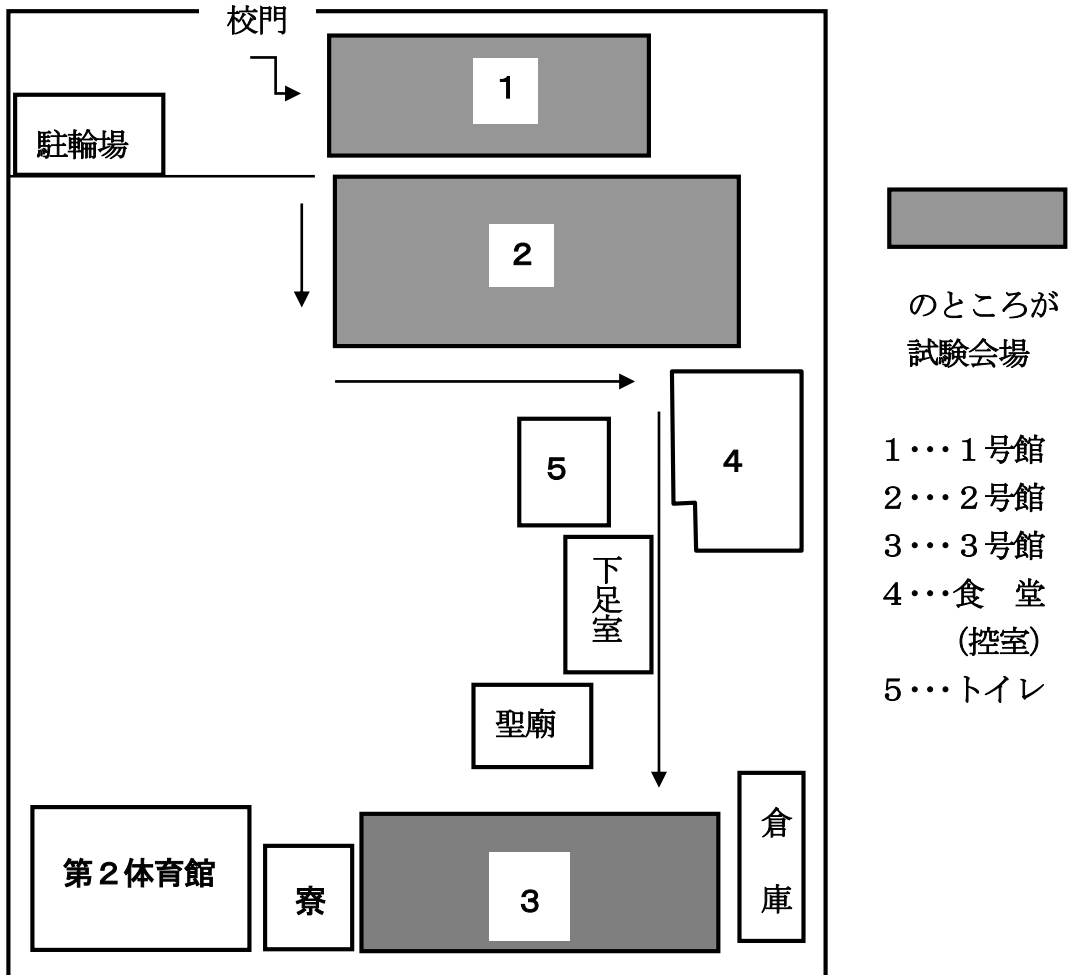 校門
1
駐輪場
2
のところが
試験会場
5
4
1・・・1号館
2・・・2号館
3・・・3号館
4・・・食　堂
(控室)
5・・・トイレ
下足室
聖廟
倉庫
第2体育館
寮
3